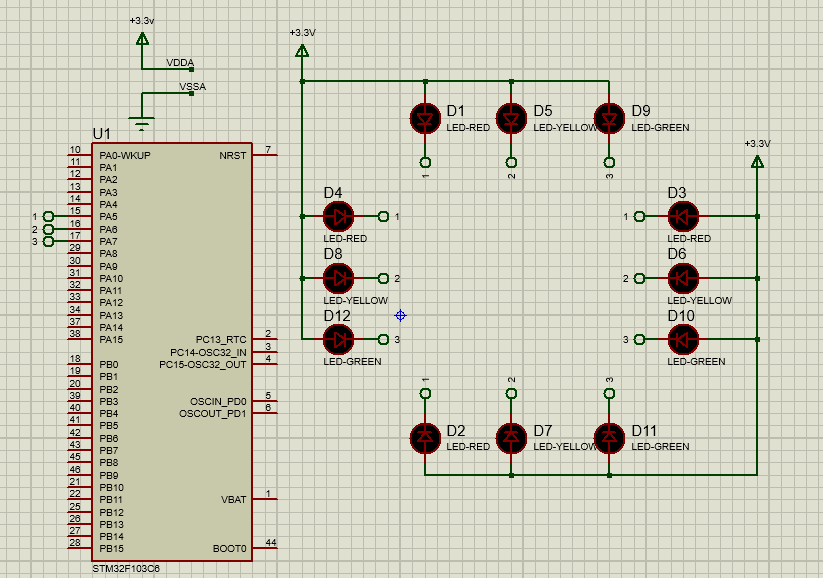 +3.3v
VDDA
VSSA
U1
10 PA0-WKUP
11 PA1
12 PA2
13 PA3
14 PA4
1 15 PA5
2 16 PA6
3 17 PA7
29 PA8
30 PA9
31 PA10
32 PA11
33 PA12
34 PA13
37 PA14
38 PA15
18 PB0
19 PB1
20 PB2
39 PB3
40 PB4
41 PB5
42 PB6
43 PB7
45 PB8
46 PB9
21 PB10
22 PB11
25 PB12
26 PB13
27 PB14
28 PB15
NRST 7
PC13_RTC 2
PC14-OSC32_IN 3
PC15-OSC32_OUT 4
OSCIN_PD0 5
OSCOUT_PD1 6
VBAT 1
BOOT0 44
STM32F103C6
+3.3V
D1
LED-RED
1
D5
LED-YELLOW
2
D9
LED-GREEN
3
D4
1
LED-RED
D8
2
LED-YELLOW
D12
3
LED-GREEN
+3.3V
D3
1
LED-RED
D6
2
LED-YELLOW
D10
3
LED-GREEN
1
D2
LED-RED
2
D7
LED-YELLOW
3
D11
LED-GREEN